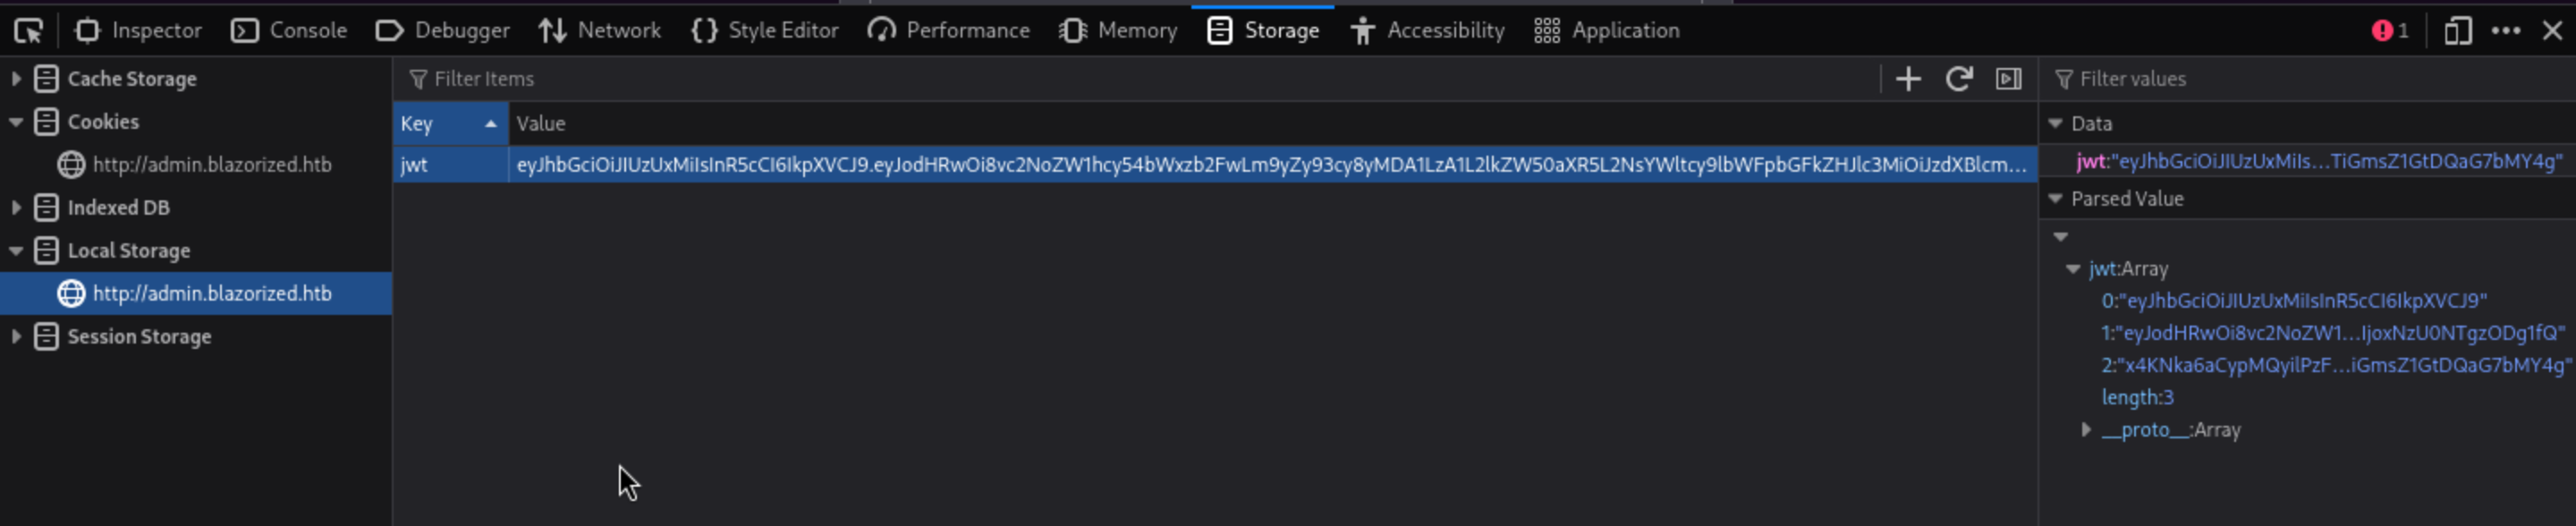 Inspector Console Debugger Network Style Editor Performance Memory Storage Accessibility Application 1
Cache Storage
Cookies
http://admin.blazorized.htb
Indexed DB
Local Storage
http://admin.blazorized.htb
Session Storage
Filter Items
Key Value
jwt eyJhbGciOiJIUzUxMiIsInR5cCI6IkpXVCJ9.eyJodHRwOi8vc2NoZW1hcy54bWxzb2FwLm9yZy93cy8yMDA1LzA1L2lkZW50aXR5L2NsYWltcy9lbWFpbGFkZHJlc3MiOiJzdXBlcm...
Filter values
Data
jwt:"eyJhbGciOiJIUzUxMiIs...TiGmsZ1GtDQaG7bMY4g"
Parsed Value
jwt:Array
0:"eyJhbGciOiJIUzUxMiIsInR5cCI6IkpXVCJ9"
1:"eyJodHRwOi8vc2NoZW1...IjoxNzU0NTgzODg1fQ"
2:"x4KNka6aCypMQyilPzF...iGmsZ1GtDQaG7bMY4g"
length:3
__proto__:Array